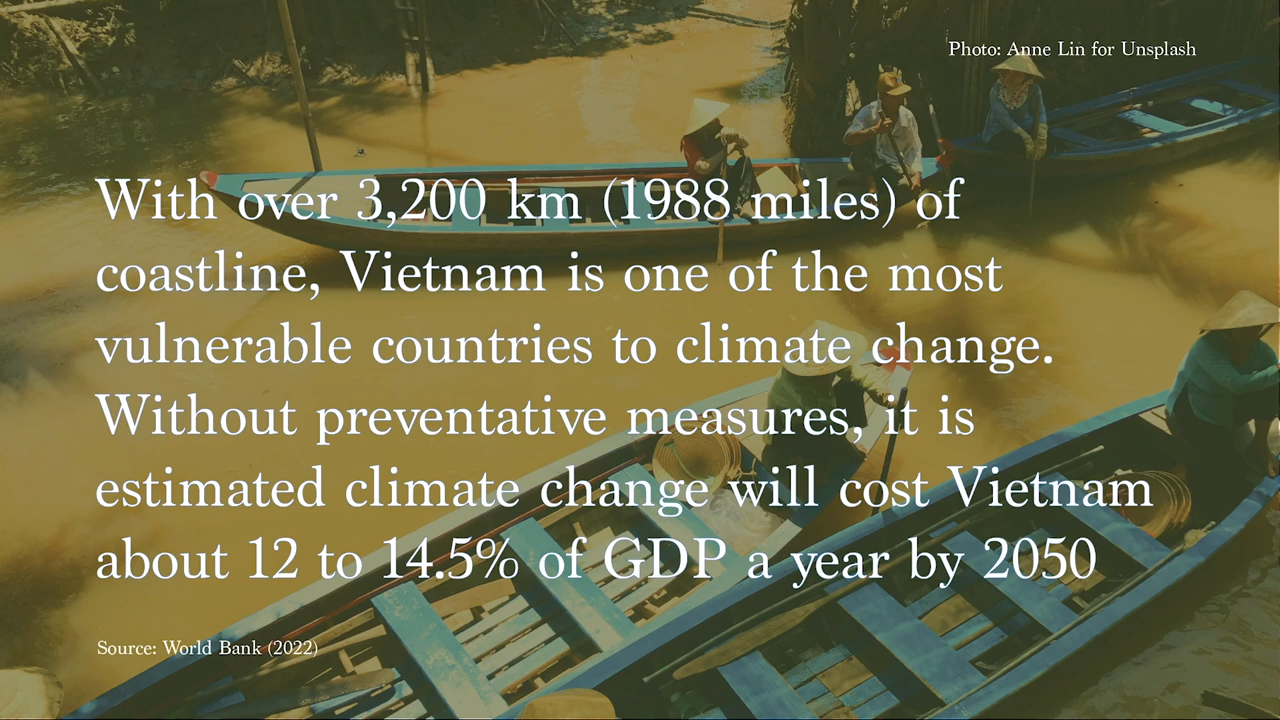 Photo: Anne Lin for Unsplash
With over 3,200 km (1988 miles) of
coastline, Vietnam is one of the most
vulnerable countries to climate change.
Without preventative measures, it is
estimated climate change will cost Vietnam
about 12 to 14.5% of GDP a year by 2050
Source: World Bank (2022)